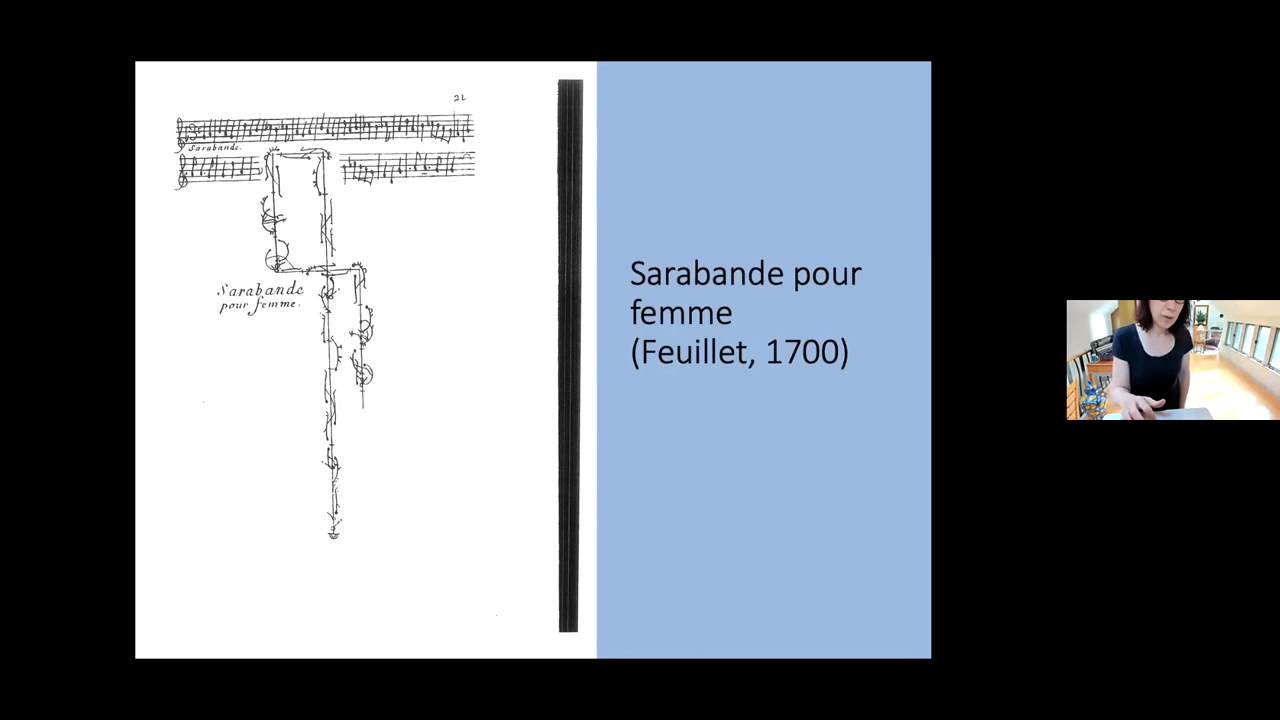 21
Sarabande.
Sarabande
pour femme.
Sarabande pour
femme
(Feuillet, 1700)